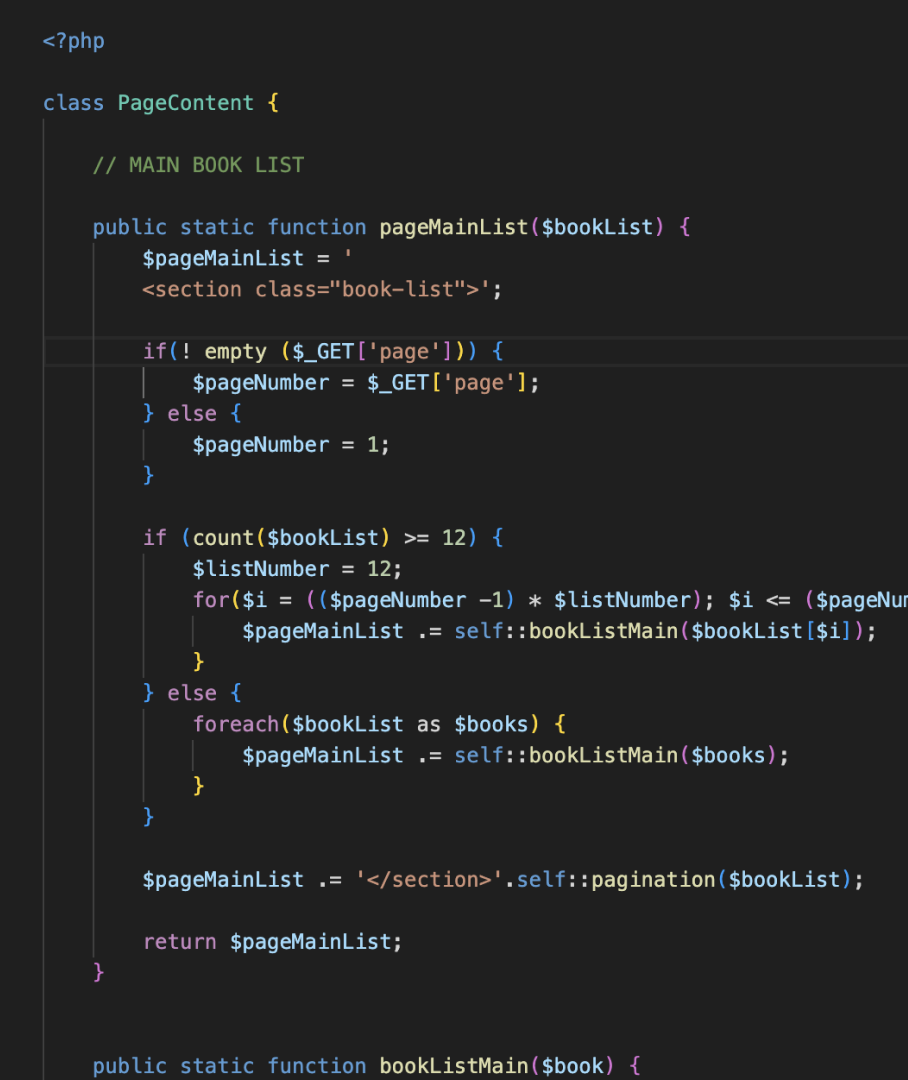 <?php
class PageContent {
// MAIN BOOK LIST
public static function pageMainList($bookList) {
$pageMainList = '
<section class="book-list">';
if(! empty ($_GET['page'])) {
$pageNumber = $_GET['page'];
} else {
$pageNumber = 1;
}
if (count($bookList) >= 12) {
$listNumber = 12;
for($i = (($pageNumber -1) * $listNumber); $i <= ($pageNum
$pageMainList .= self::bookListMain($bookList[$i]);
}
} else {
foreach($bookList as $books) {
$pageMainList .= self::bookListMain($books);
}
}
$pageMainList .= '</section>'.self::pagination($bookList);
return $pageMainList;
}
public static function bookListMain($book) {